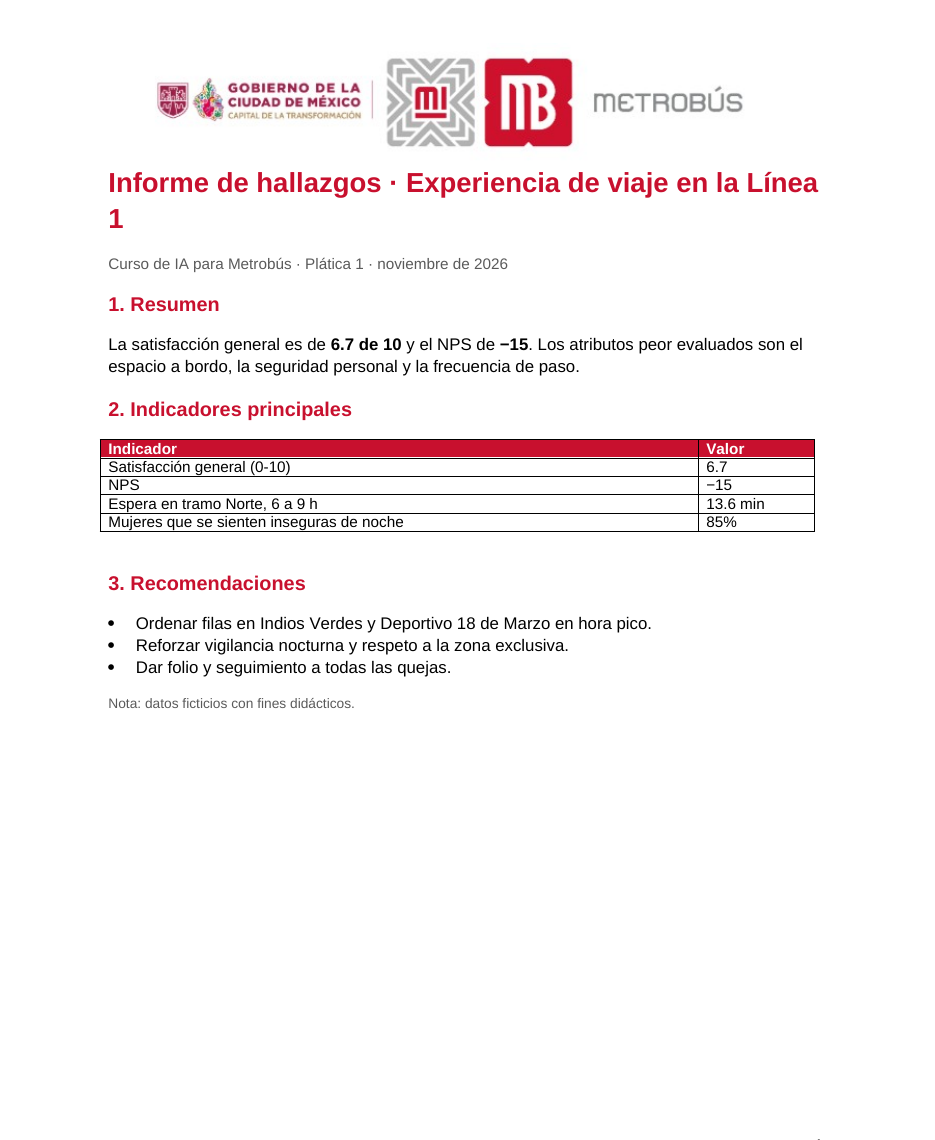 GOBIERNO DE LA
CIUDAD DE MÉXICO
CAPITAL DE LA TRANSFORMACIÓN
MI
MB
METROBÚS
Informe de hallazgos · Experiencia de viaje en la Línea
1
Curso de IA para Metrobús · Plática 1 · noviembre de 2026
1. Resumen
La satisfacción general es de 6.7 de 10 y el NPS de −15. Los atributos peor evaluados son el
espacio a bordo, la seguridad personal y la frecuencia de paso.
2. Indicadores principales
Indicador Valor
Satisfacción general (0-10) 6.7
NPS −15
Espera en tramo Norte, 6 a 9 h 13.6 min
Mujeres que se sienten inseguras de noche 85%
3. Recomendaciones
• Ordenar filas en Indios Verdes y Deportivo 18 de Marzo en hora pico.
• Reforzar vigilancia nocturna y respeto a la zona exclusiva.
• Dar folio y seguimiento a todas las quejas.
Nota: datos ficticios con fines didácticos.